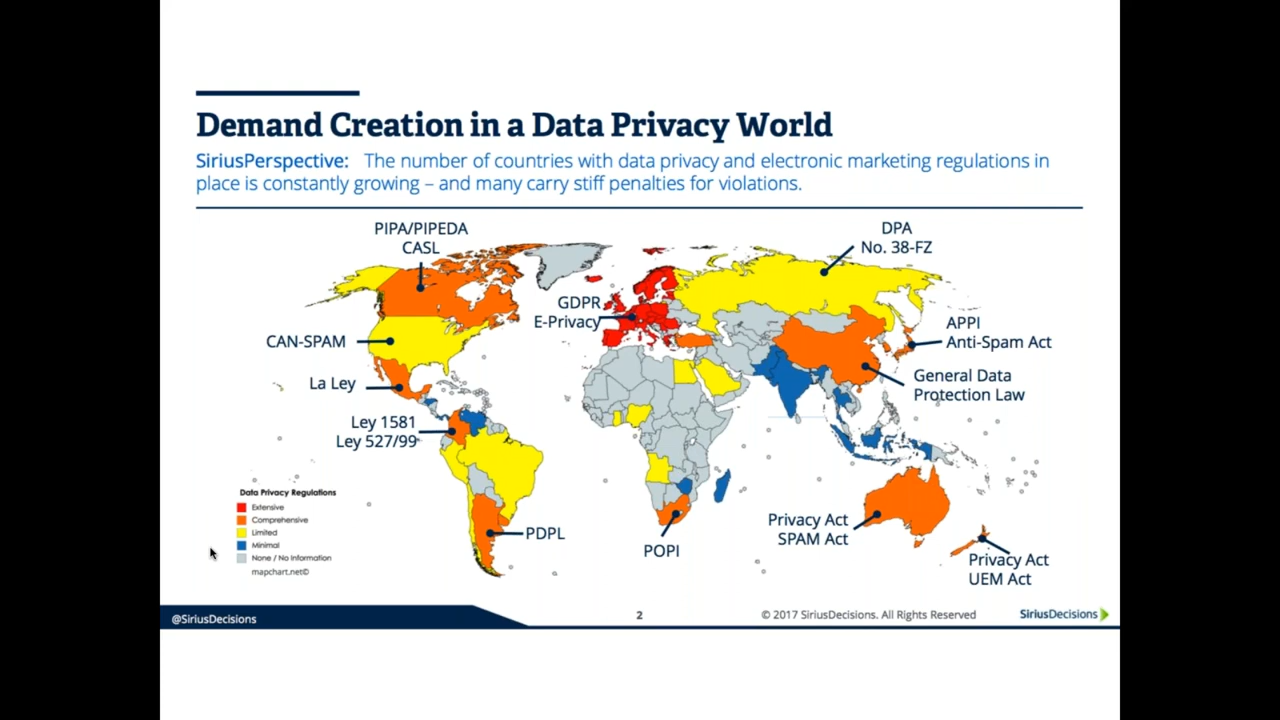 Demand Creation in a Data Privacy World
SiriusPerspective: The number of countries with data privacy and electronic marketing regulations in
place is constantly growing – and many carry stiff penalties for violations.
PIPA/PIPEDA
CASL
DPA
No. 38-FZ
GDPR
E-Privacy
CAN-SPAM
APPI
Anti-Spam Act
La Ley
General Data
Protection Law
Ley 1581
Ley 527/99
Data Privacy Regulations
Extensive
Comprehensive
Limited
Minimal
None / No Information
mapchart.net©
PDPL
POPI
Privacy Act
SPAM Act
Privacy Act
UEM Act
@SiriusDecisions
2
© 2017 SiriusDecisions. All Rights Reserved
SiriusDecisions